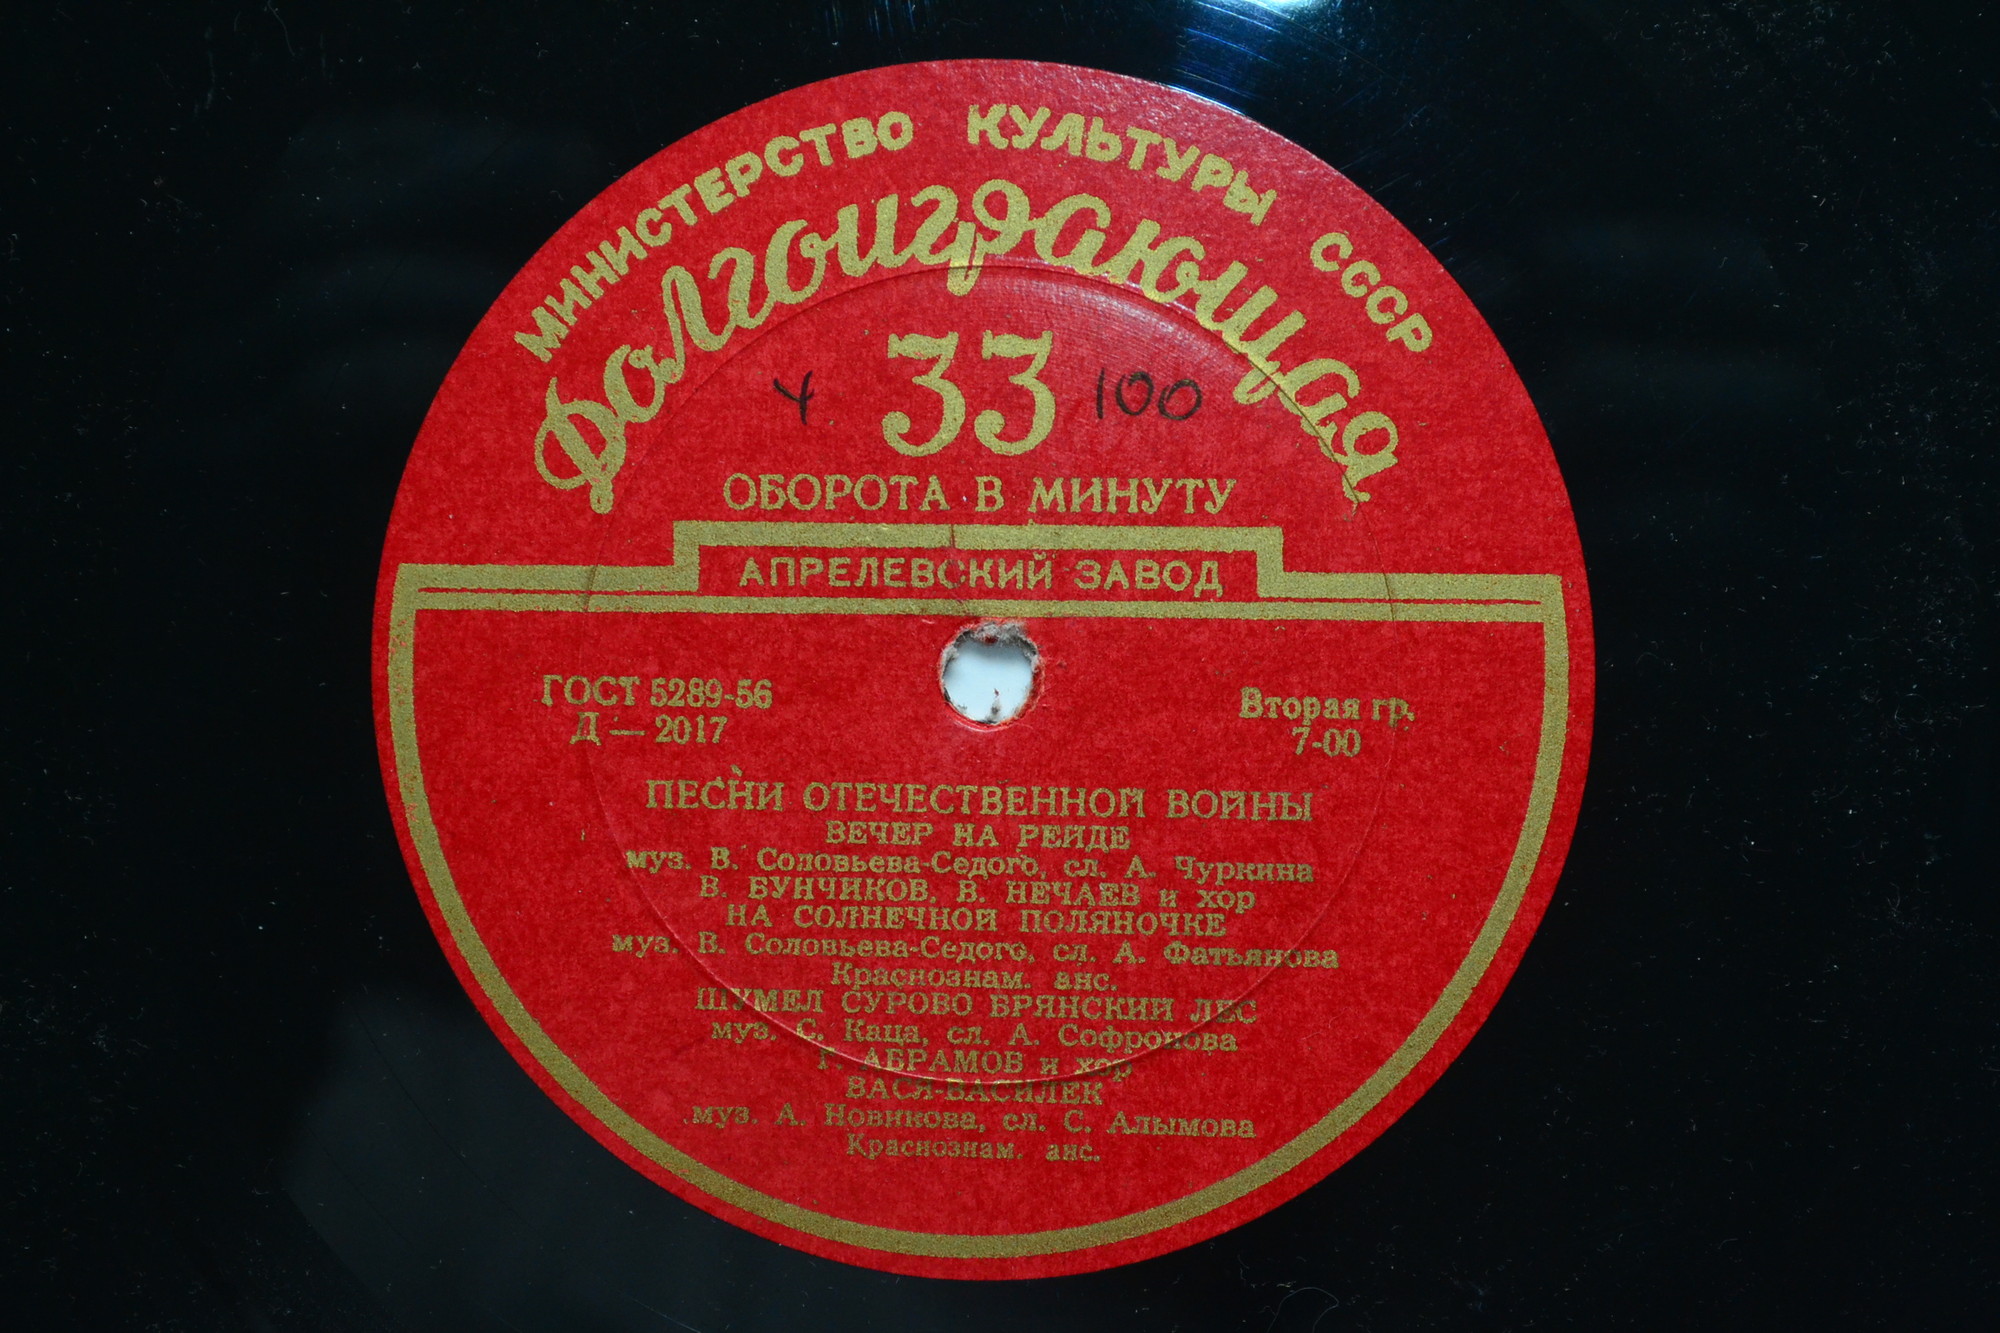 МИНИСТЕРСТВО КУЛЬТУРЫ СССР
Долгоиграющая
33
У 100
ОБОРОТА В МИНУТУ
АПРЕЛЕВСКИЙ ЗАВОД
ГОСТ 5289-56
Д — 2017
Вторая гр.
7-00
ПЕСНИ ОТЕЧЕСТВЕННОЙ ВОЙНЫ
ВЕЧЕР НА РЕЙДЕ
муз. В. Соловьева-Седого, сл. А. Чуркина
В. БУНЧИКОВ, В. НЕЧАЕВ и хор
НА СОЛНЕЧНОЙ ПОЛЯНОЧКЕ
муз. В. Соловьева-Седого, сл. А. Фатьянова
Краснознам. анс.
ШУМЕЛ СУРОВО БРЯНСКИЙ ЛЕС
муз. С. Каца, сл. А. Софронова
Г. АБРАМОВ и хор
ВАСЯ-ВАСИЛЕК
муз. А. Новикова, сл. С. Алымова
Краснознам. анс.